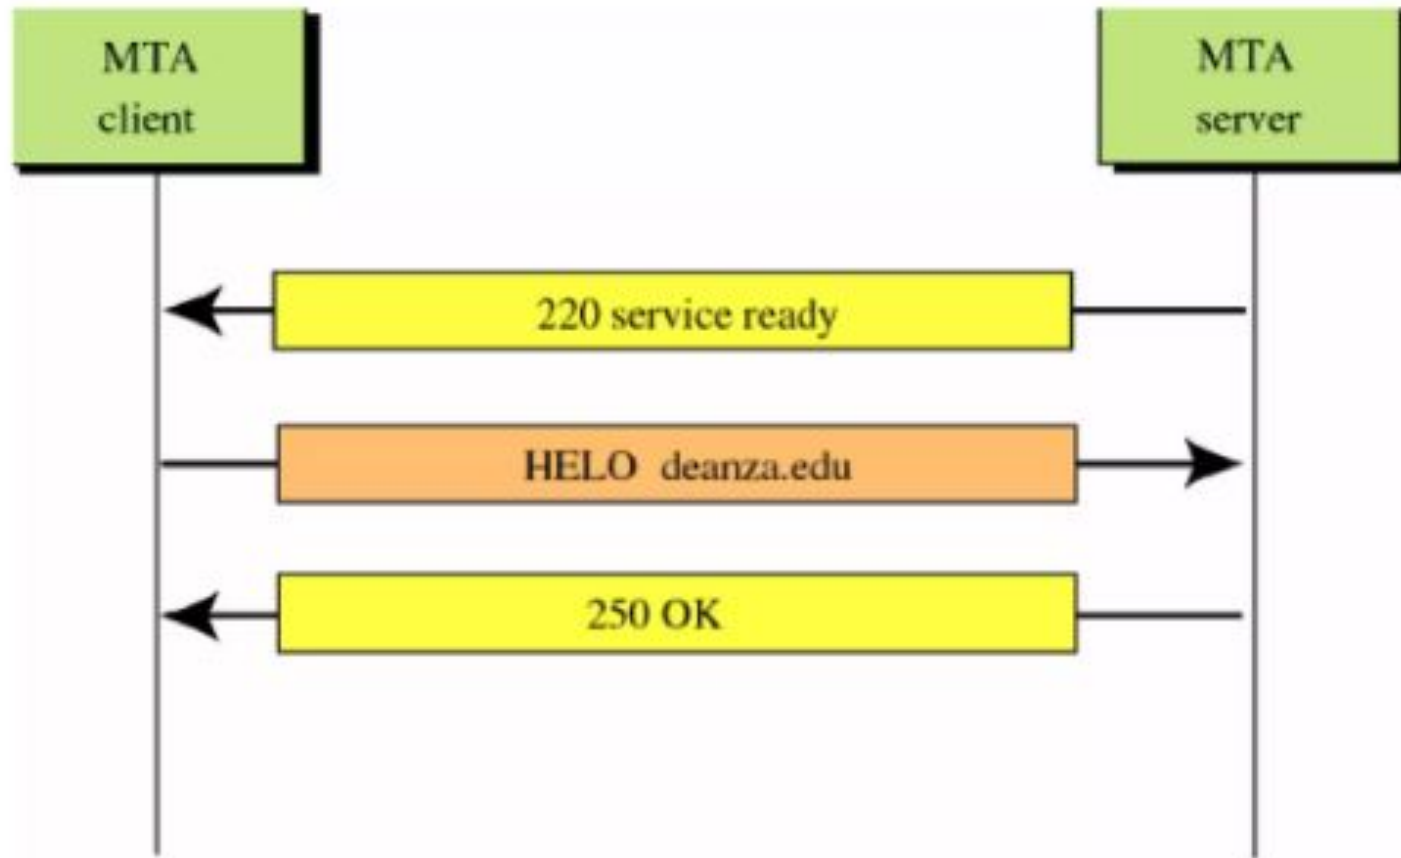 MTA
client
MTA
server
220 service ready
HELO deanza.edu
250 OK